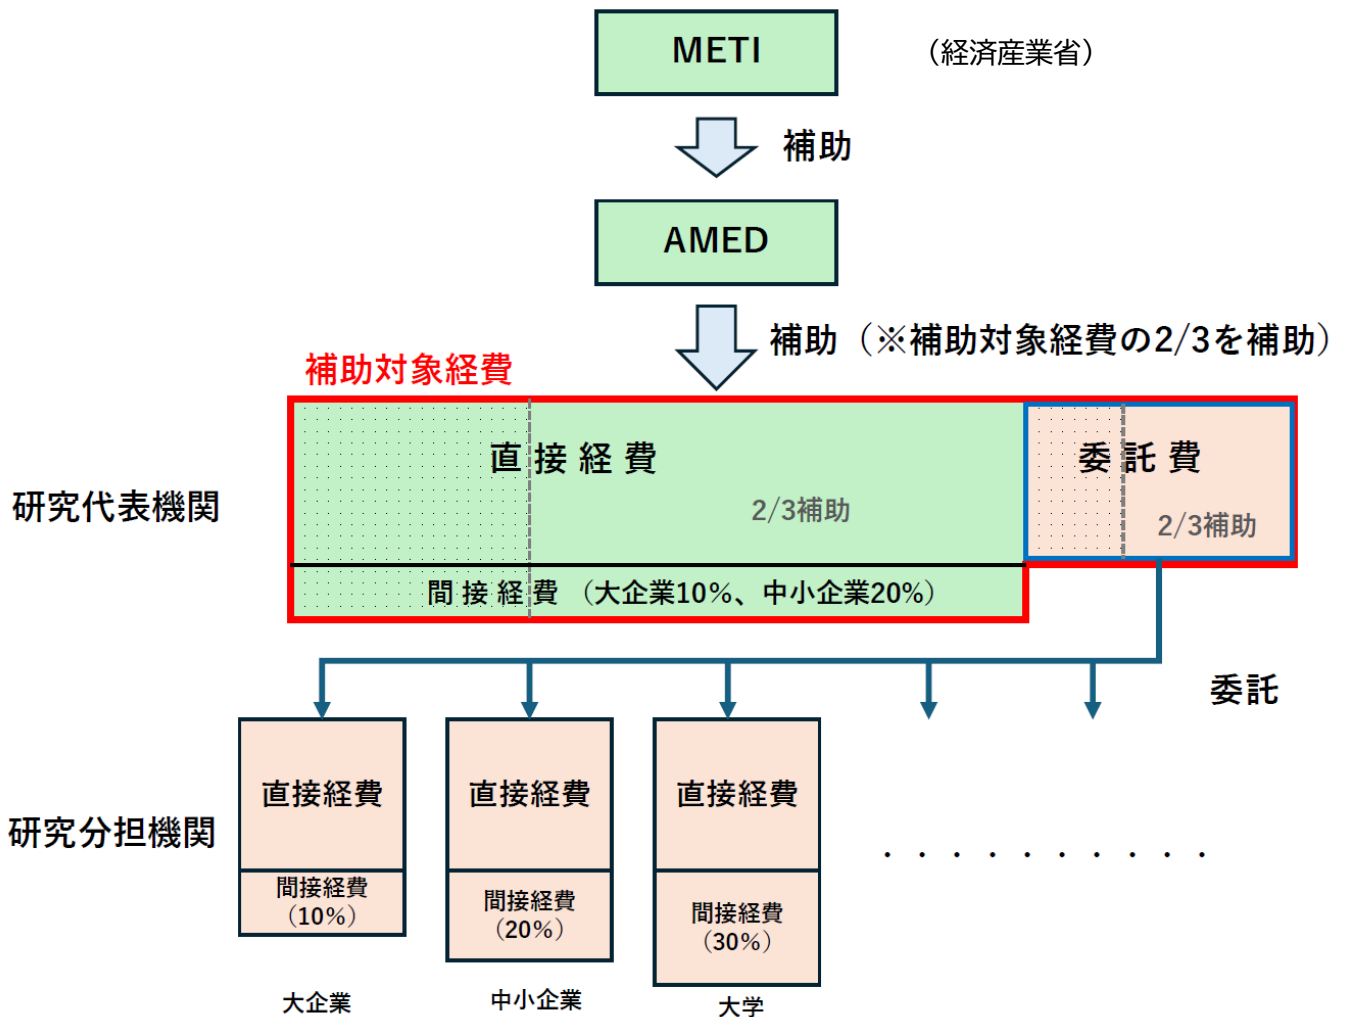 METI
（経済産業省）
補助
AMED
補助（※補助対象経費の2/3を補助）
補助対象経費
直接経費
委託費
研究代表機関
2/3補助
2/3補助
間接経費（大企業10%、中小企業20%）
委託
直接経費
直接経費
直接経費
研究分担機関
・・・・・・・・・・
間接経費
（10%）
間接経費
（20%）
間接経費
（30%）
大企業
中小企業
大学